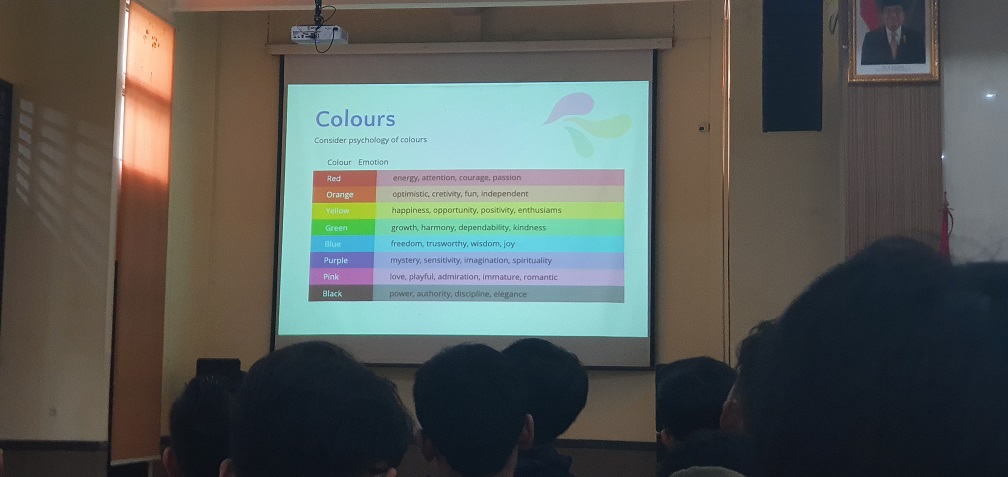 Colours
Consider psychology of colours
Colour Emotion
Red energy, attention, courage, passion
Orange optimistic, cretivity, fun, independent
Yellow happiness, opportunity, positivity, enthusiams
Green growth, harmony, dependability, kindness
Blue freedom, trusworthy, wisdom, joy
Purple mystery, sensitivity, imagination, spirituality
Pink love, playful, admiration, immature, romantic
Black power, authority, discipline, elegance